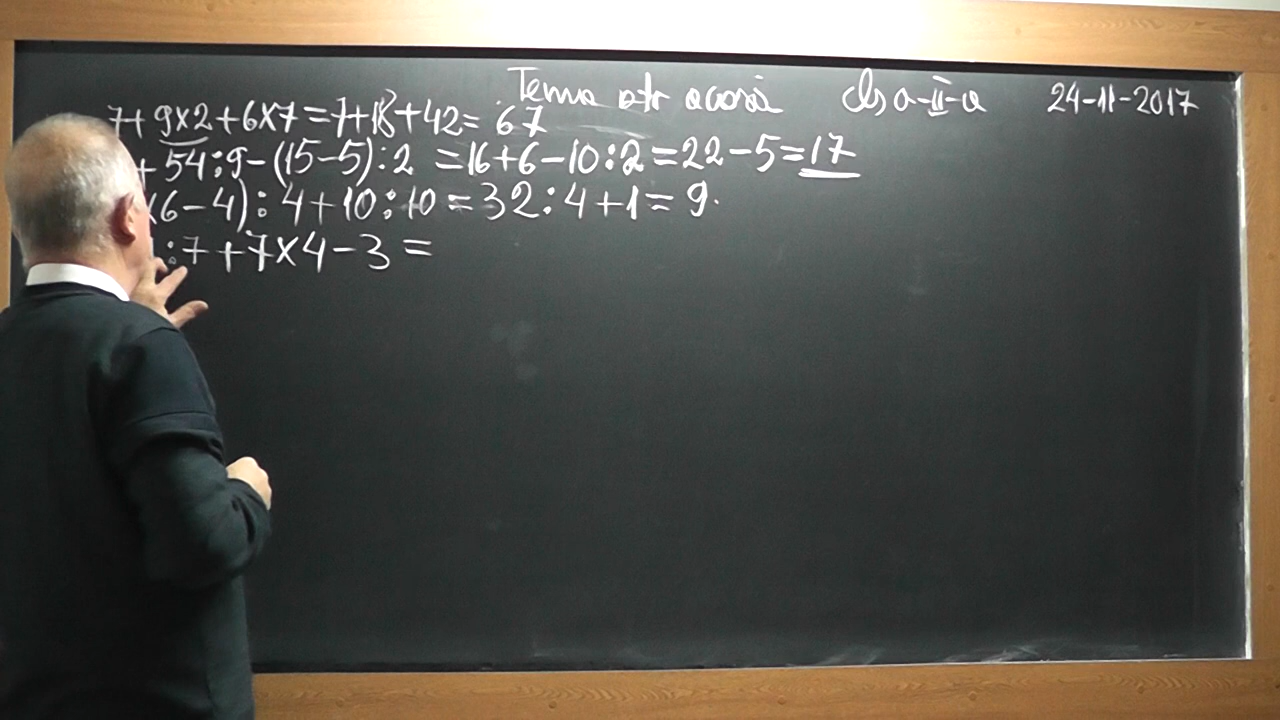 Tema ptr acasă Cls a-II-a 24-11-2017
7+9x2+6x7=7+18+42=67
+54:9-(15-5):2=16+6-10:2=22-5=17
(6-4):4+10:10=32:4+1=9.
:7+7x4-3=